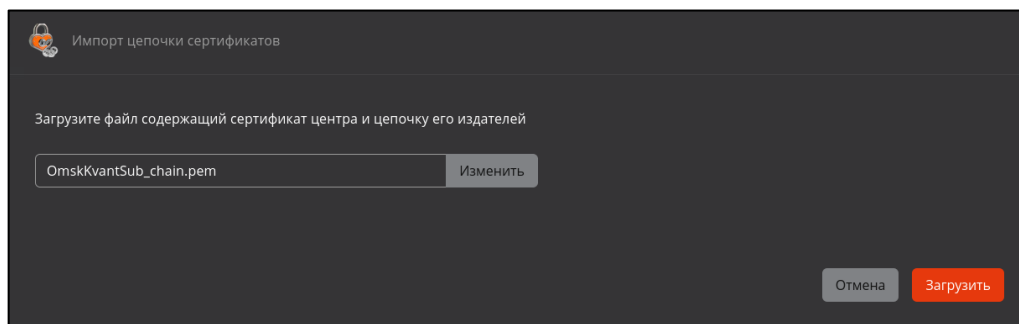 Импорт цепочки сертификатов
Загрузите файл содержащий сертификат центра и цепочку его издателей
OmskKvantSub_chain.pem Изменить
Отмена Загрузить